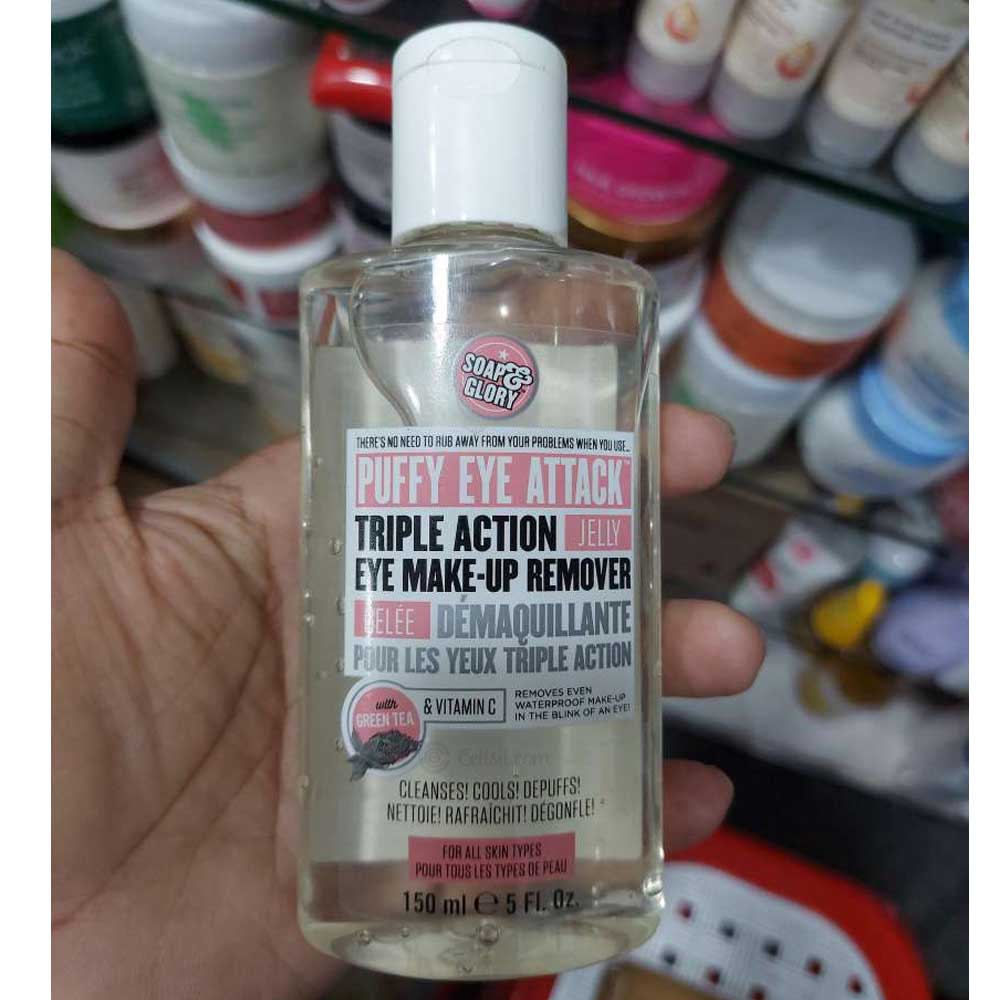 SOAP &
GLORY
THERE'S NO NEED TO RUB AWAY FROM YOUR PROBLEMS WHEN YOU USE...
PUFFY EYE ATTACK™
TRIPLE ACTION JELLY
EYE MAKE-UP REMOVER
GELÉE DÉMAQUILLANTE
POUR LES YEUX TRIPLE ACTION
with
GREEN TEA
& VITAMIN C
REMOVES EVEN
WATERPROOF MAKE-UP
IN THE BLINK OF AN EYE!
CLEANSES! COOLS! DEPUFFS!
NETTOIE! RAFRAÎCHIT! DÉGONFLE!
FOR ALL SKIN TYPES
POUR TOUS LES TYPES DE PEAU
150 ml ℮ 5 Fl. Oz.